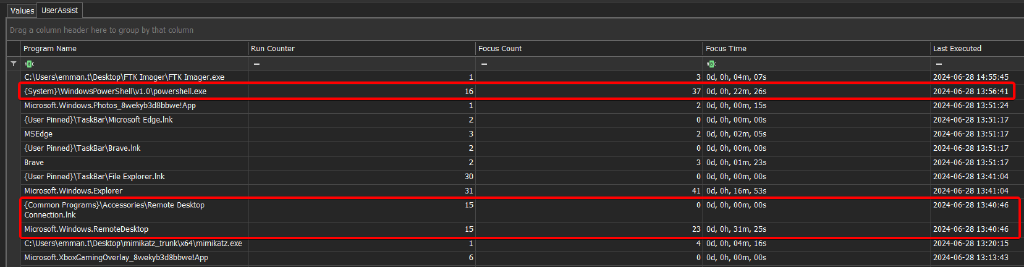 Values UserAssist
Drag a column header here to group by that column
Program Name Run Counter Focus Count Focus Time Last Executed
= = =
C:\Users\emman.t\Desktop\FTK Imager\FTK Imager.exe 1 3 0d, 0h, 04m, 07s 2024-06-28 14:55:45
{System}\WindowsPowerShell\v1.0\powershell.exe 16 37 0d, 0h, 22m, 26s 2024-06-28 13:56:41
Microsoft.Windows.Photos_8wekyb3d8bbwe!App 1 2 0d, 0h, 00m, 15s 2024-06-28 13:51:24
{User Pinned}\TaskBar\Microsoft Edge.lnk 2 0 0d, 0h, 00m, 00s 2024-06-28 13:51:17
MSEdge 3 2 0d, 0h, 02m, 05s 2024-06-28 13:51:17
{User Pinned}\TaskBar\Brave.lnk 2 0 0d, 0h, 00m, 00s 2024-06-28 13:51:17
Brave 2 3 0d, 0h, 01m, 23s 2024-06-28 13:51:17
{User Pinned}\TaskBar\File Explorer.lnk 30 0 0d, 0h, 00m, 00s 2024-06-28 13:41:04
Microsoft.Windows.Explorer 31 41 0d, 0h, 16m, 53s 2024-06-28 13:41:04
{Common Programs}\Accessories\Remote Desktop 15 0 0d, 0h, 00m, 00s 2024-06-28 13:40:46
Connection.lnk
Microsoft.Windows.RemoteDesktop 15 23 0d, 0h, 31m, 25s 2024-06-28 13:40:46
C:\Users\emman.t\Desktop\mimikatz_trunk\x64\mimikatz.exe 1 4 0d, 0h, 04m, 16s 2024-06-28 13:20:15
Microsoft.XboxGamingOverlay_8wekyb3d8bbwe!App 6 0 0d, 0h, 00m, 00s 2024-06-28 13:13:43